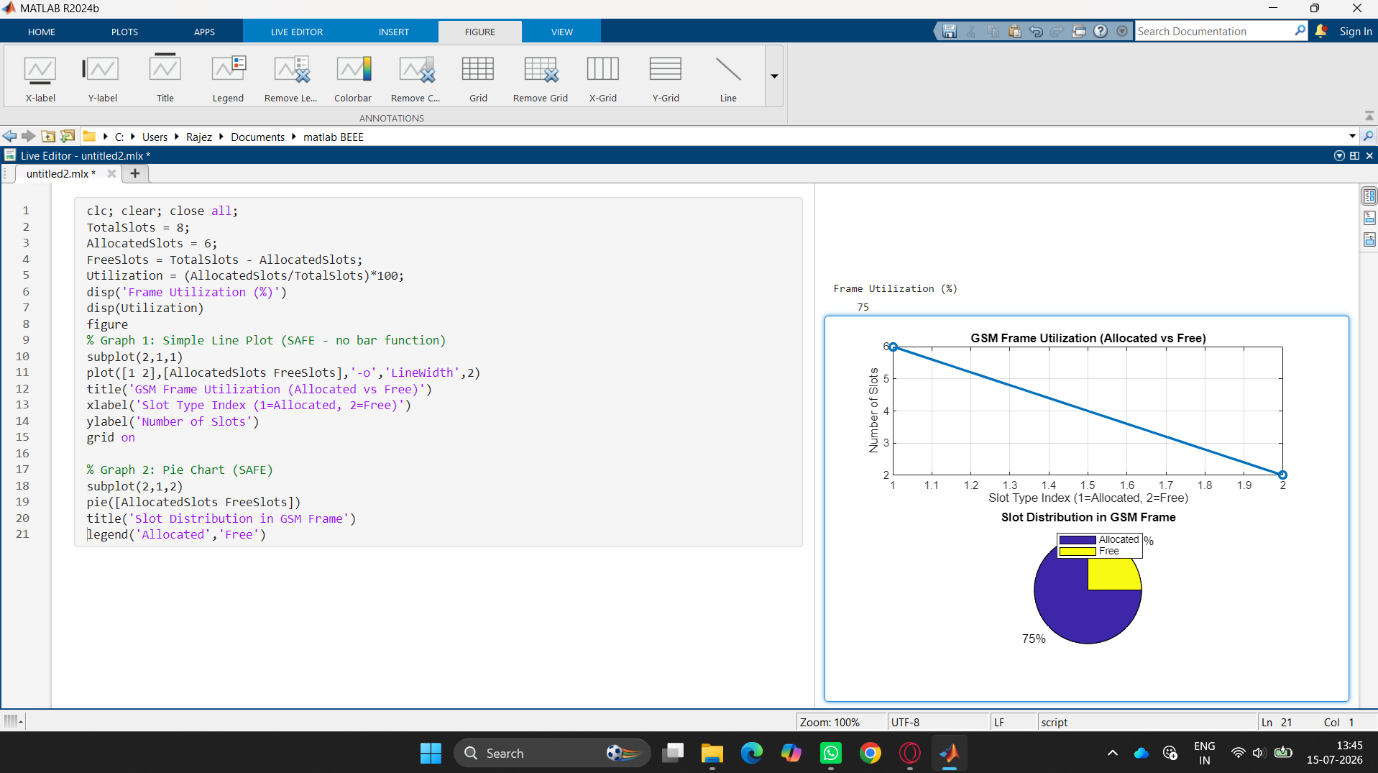 MATLAB R2024b
HOME PLOTS APPS LIVE EDITOR INSERT FIGURE VIEW
Search Documentation
Sign In
X-label Y-label Title Legend Remove Le... Colorbar Remove C... Grid Remove Grid X-Grid Y-Grid Line
ANNOTATIONS
C: Users Rajez Documents matlab BEEE
Live Editor - untitled2.mlx *
untitled2.mlx *
1 clc; clear; close all;
2 TotalSlots = 8;
3 AllocatedSlots = 6;
4 FreeSlots = TotalSlots - AllocatedSlots;
5 Utilization = (AllocatedSlots/TotalSlots)*100;
6 disp('Frame Utilization (%)')
7 disp(Utilization)
8 figure
9 % Graph 1: Simple Line Plot (SAFE - no bar function)
10 subplot(2,1,1)
11 plot([1 2],[AllocatedSlots FreeSlots],'-o','LineWidth',2)
12 title('GSM Frame Utilization (Allocated vs Free)')
13 xlabel('Slot Type Index (1=Allocated, 2=Free)')
14 ylabel('Number of Slots')
15 grid on
16
17 % Graph 2: Pie Chart (SAFE)
18 subplot(2,1,2)
19 pie([AllocatedSlots FreeSlots])
20 title('Slot Distribution in GSM Frame')
21 legend('Allocated','Free')
Frame Utilization (%)
75
GSM Frame Utilization (Allocated vs Free)
Number of Slots
6
5
4
3
2
1 1.1 1.2 1.3 1.4 1.5 1.6 1.7 1.8 1.9 2
Slot Type Index (1=Allocated, 2=Free)
Slot Distribution in GSM Frame
Allocated %
Free
75%
Zoom: 100% UTF-8 LF script Ln 21 Col 1
Search
ENG
IN
13:45
15-07-2026